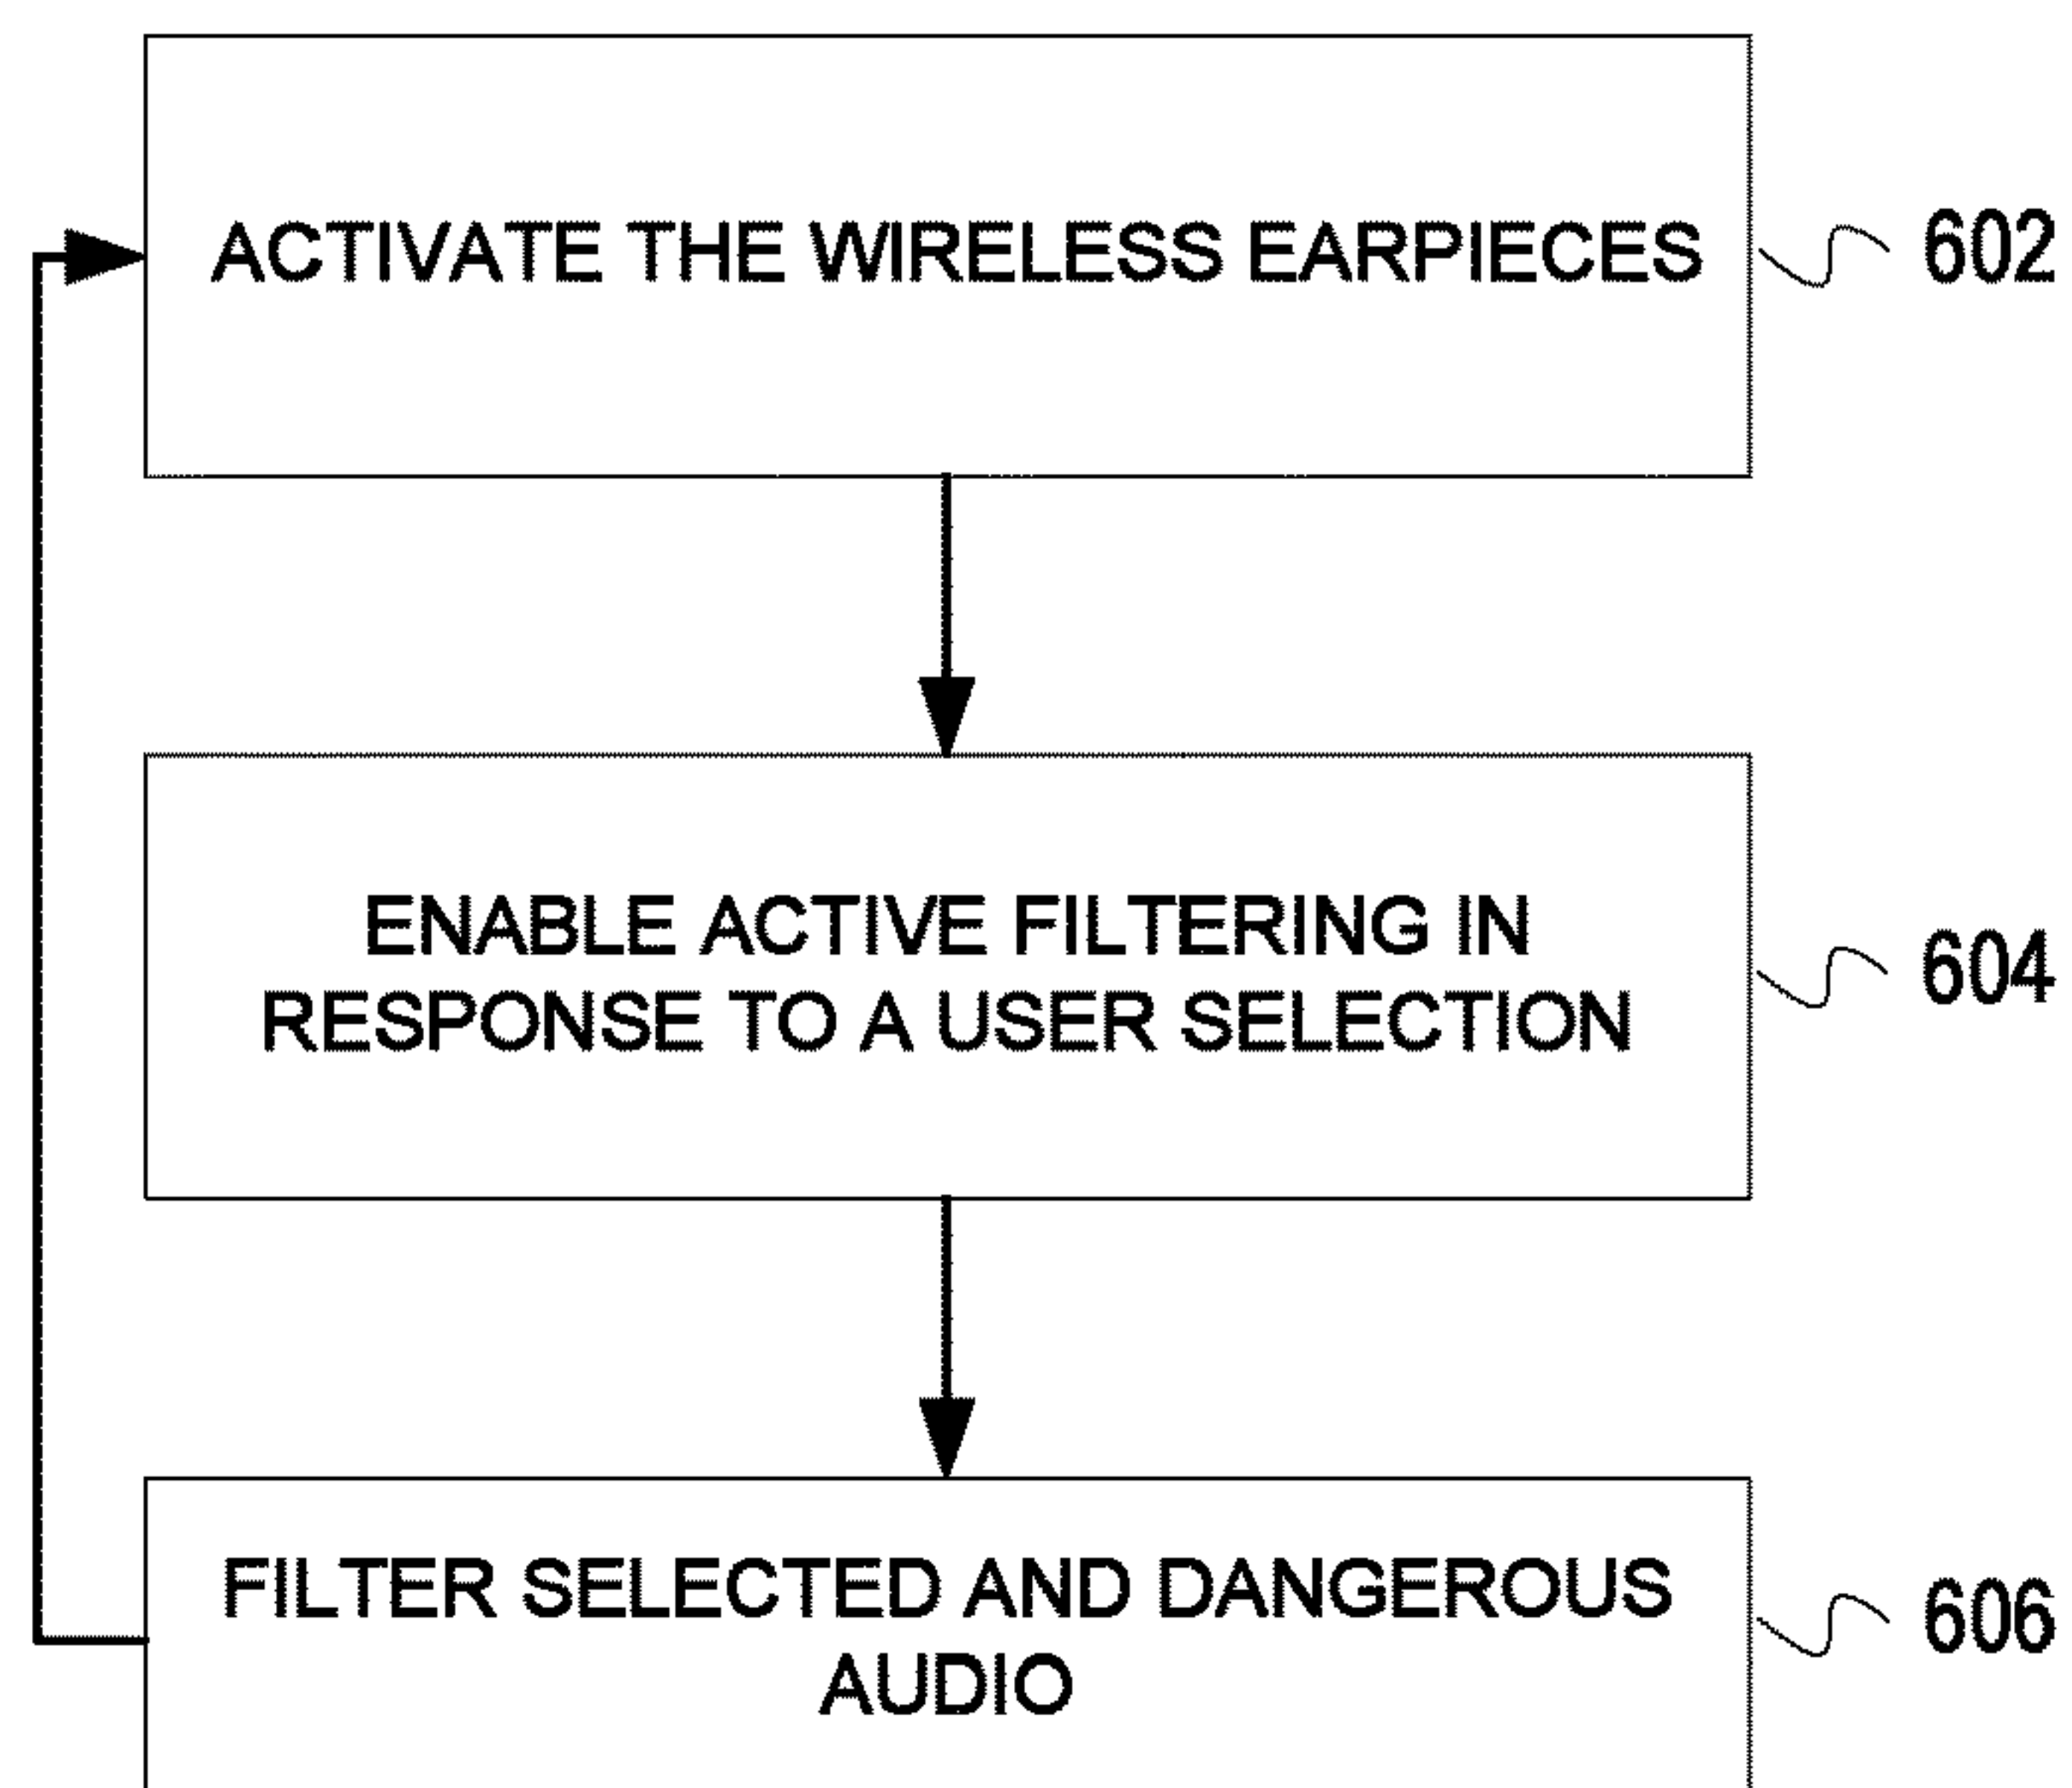 ACTIVATE THE WIRELESS EARPIECES
602
ENABLE ACTIVE FILTERING IN
RESPONSE TO A USER SELECTION
604
FILTER SELECTED AND DANGEROUS
AUDIO
606